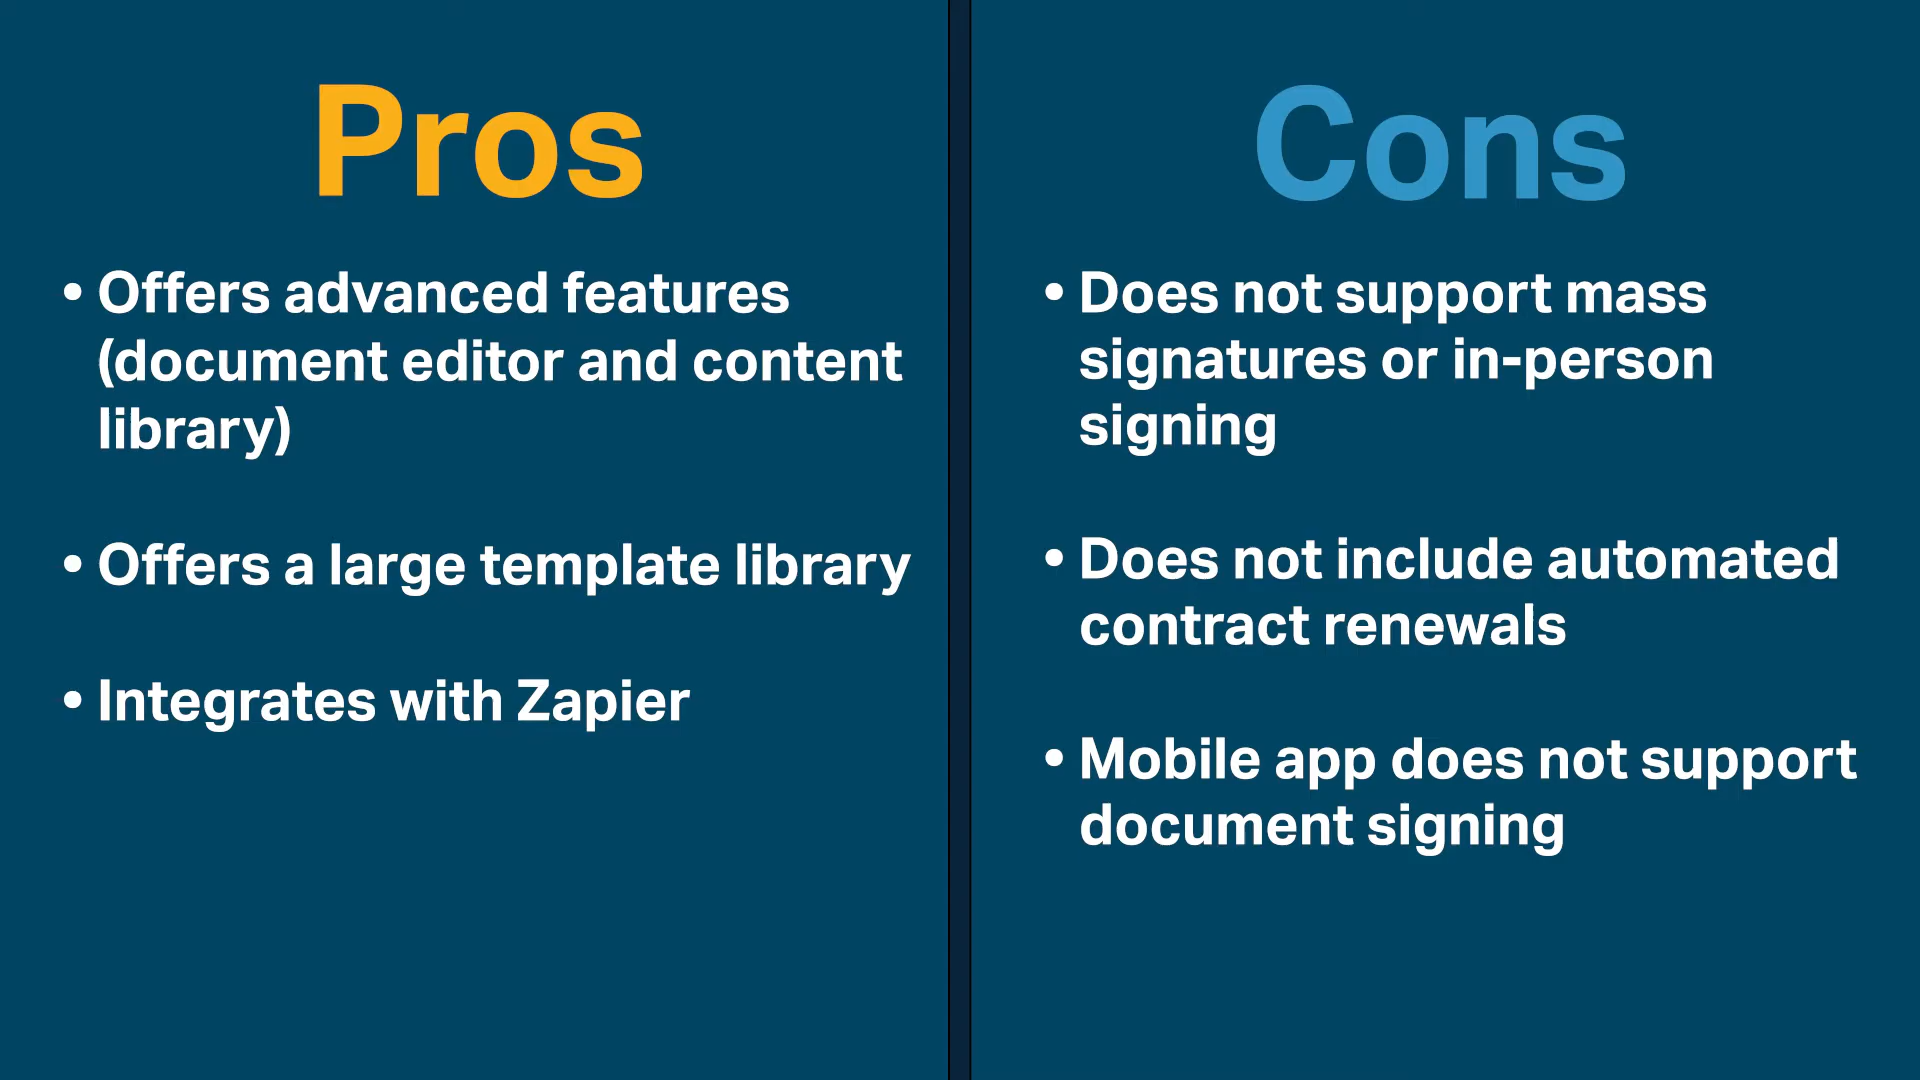 Pros
• Offers advanced features
(document editor and content
library)
• Offers a large template library
• Integrates with Zapier
Cons
• Does not support mass
signatures or in-person
signing
• Does not include automated
contract renewals
• Mobile app does not support
document signing